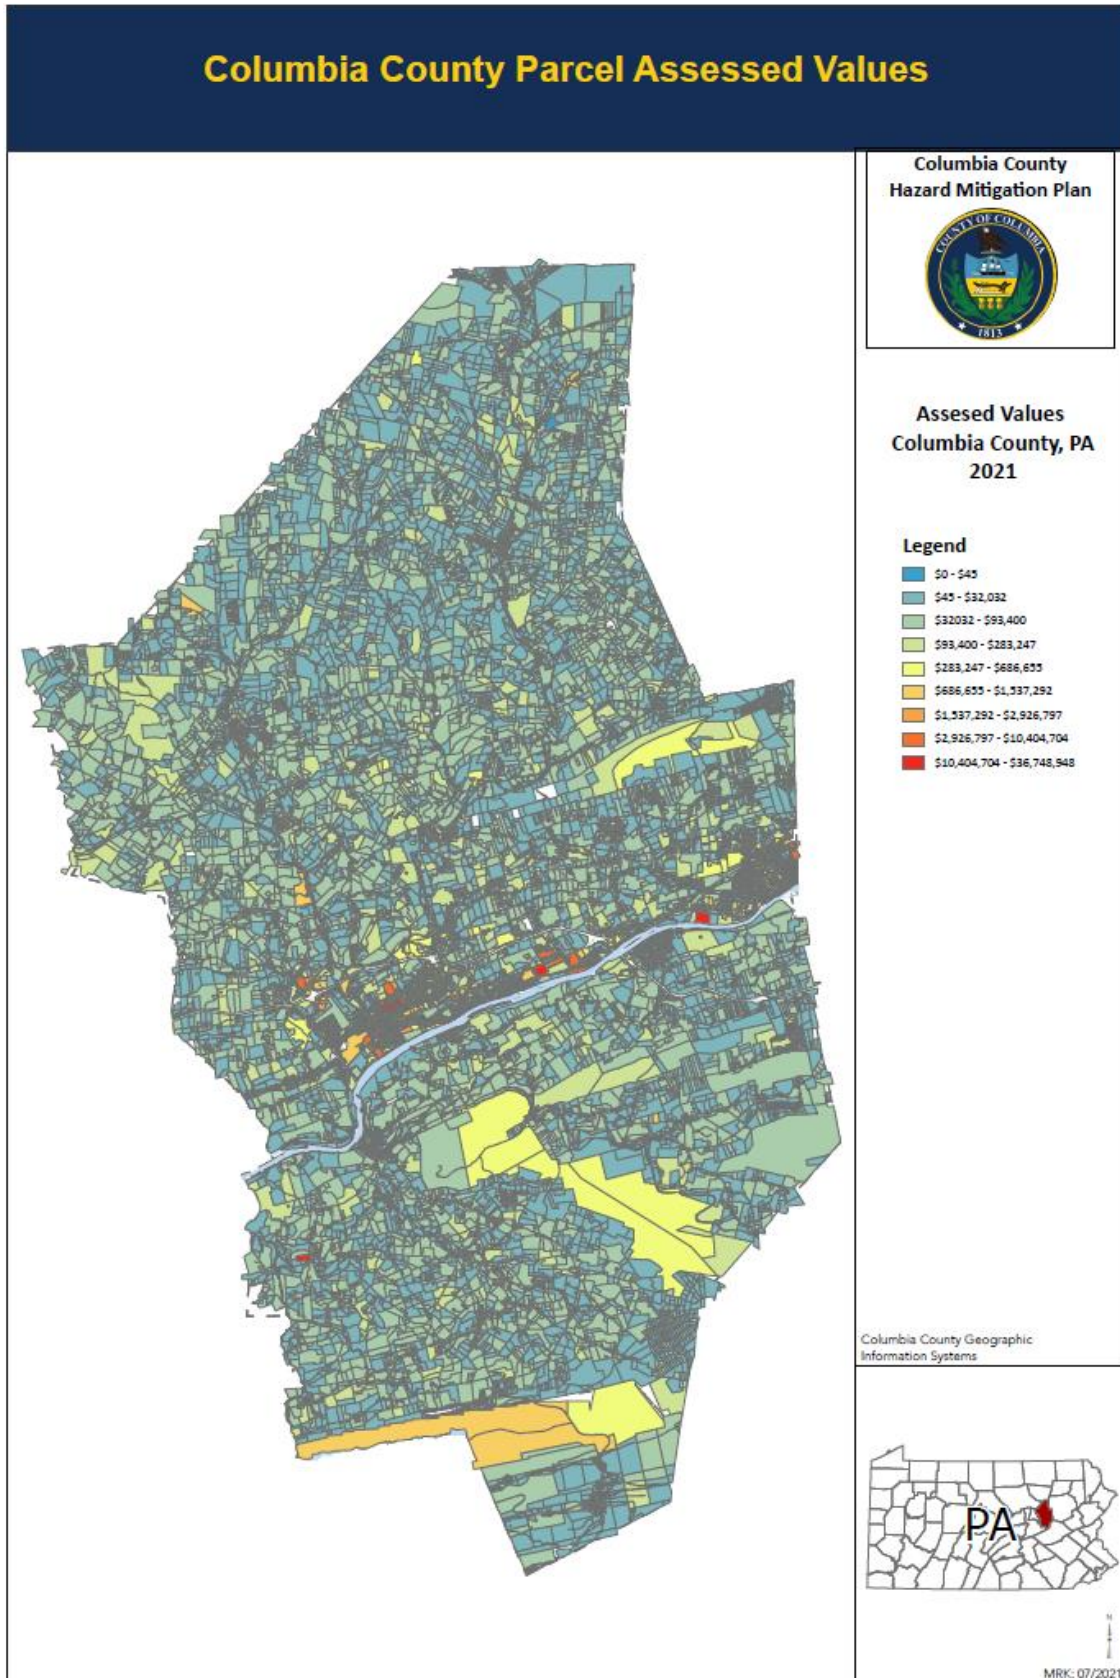 Columbia County Parcel Assessed Values
Columbia County
Hazard Mitigation Plan
COUNTY OF COLUMBIA
1813
Assesed Values
Columbia County, PA
2021
Legend
$0 - $45
$45 - $32,032
$32032 - $93,400
$93,400 - $283,247
$283,247 - $686,655
$686,655 - $1,537,292
$1,537,292 - $2,926,797
$2,926,797 - $10,404,704
$10,404,704 - $36,748,948
Columbia County Geographic
Information Systems
PA
N
MRK: 07/2021